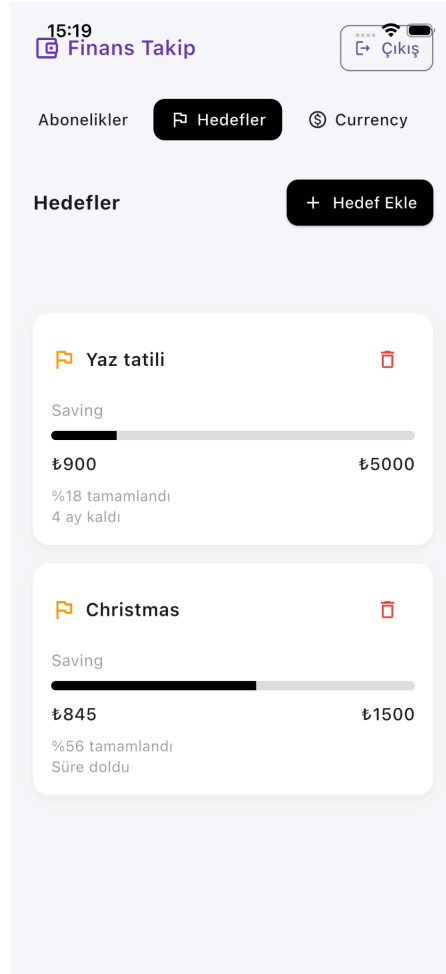 15:19
Finans Takip
Çıkış
Abonelikler
Hedefler
Currency
Hedefler
+ Hedef Ekle
Yaz tatili
Saving
₺900
₺5000
%18 tamamlandı
4 ay kaldı
Christmas
Saving
₺845
₺1500
%56 tamamlandı
Süre doldu